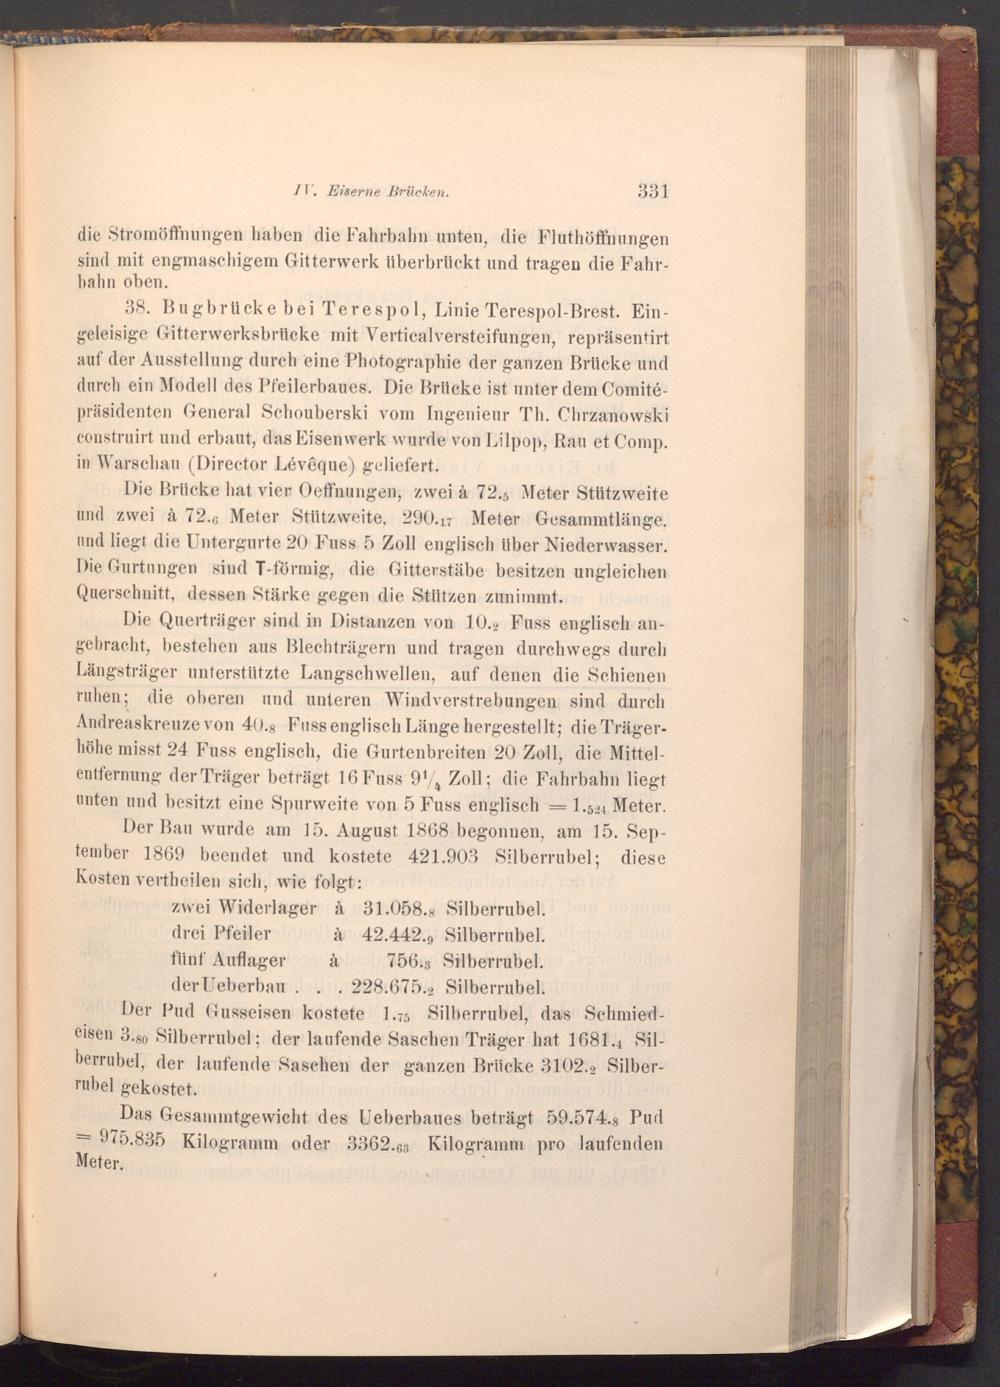 IV. Eiserne Brücken. 331
die Stromöffnungen haben die Fahrbahn unten, die Fluthöffnungen
sind mit engmaschigem Gitterwerk überbrückt und tragen die Fahr-
bahn oben.
38. Bugbrücke bei Terespol, Linie Terespol-Brest. Ein-
geleisige Gitterwerksbrücke mit Verticalversteifungen, repräsentirt
auf der Ausstellung durch eine Photographie der ganzen Brücke und
durch ein Modell des Pfeilerbaues. Die Brücke ist unter dem Comité-
präsidenten General Schouberski vom Ingenieur Th. Chrzanowski
construirt und erbaut, das Eisenwerk wurde von Lilpop, Rau et Comp.
in Warschau (Director Lévêque) geliefert.
Die Brücke hat vier Oeffnungen, zwei à 72.5 Meter Stützweite
und zwei à 72.6 Meter Stützweite, 290.17 Meter Gesammtlänge,
und liegt die Untergurte 20 Fuss 5 Zoll englisch über Niederwasser.
Die Gurtungen sind T-förmig, die Gitterstäbe besitzen ungleichen
Querschnitt, dessen Stärke gegen die Stützen zunimmt.
Die Querträger sind in Distanzen von 10.2 Fuss englisch an-
gebracht, bestehen aus Blechträgern und tragen durchwegs durch
Längsträger unterstützte Langschwellen, auf denen die Schienen
ruhen; die oberen und unteren Windverstrebungen sind durch
Andreaskreuze von 40.8 Fuss englisch Länge hergestellt; die Träger-
höhe misst 24 Fuss englisch, die Gurtenbreiten 20 Zoll, die Mittel-
entfernung der Träger beträgt 16 Fuss 9¼ Zoll; die Fahrbahn liegt
unten und besitzt eine Spurweite von 5 Fuss englisch = 1.524 Meter.
Der Bau wurde am 15. August 1868 begonnen, am 15. Sep-
tember 1869 beendet und kostete 421.903 Silberrubel; diese
Kosten vertheilen sich, wie folgt:
zwei Widerlager à 31.058.8 Silberrubel.
drei Pfeiler à 42.442.9 Silberrubel.
fünf Auflager à 756.3 Silberrubel.
der Ueberbau . . . 228.675.2 Silberrubel.
Der Pud Gusseisen kostete 1.75 Silberrubel, das Schmied-
eisen 3.80 Silberrubel; der laufende Saschen Träger hat 1681.4 Sil-
berrubel, der laufende Saschen der ganzen Brücke 3102.2 Silber-
rubel gekostet.
Das Gesammtgewicht des Ueberbaues beträgt 59.574.8 Pud
= 975.835 Kilogramm oder 3362.63 Kilogramm pro laufenden
Meter.